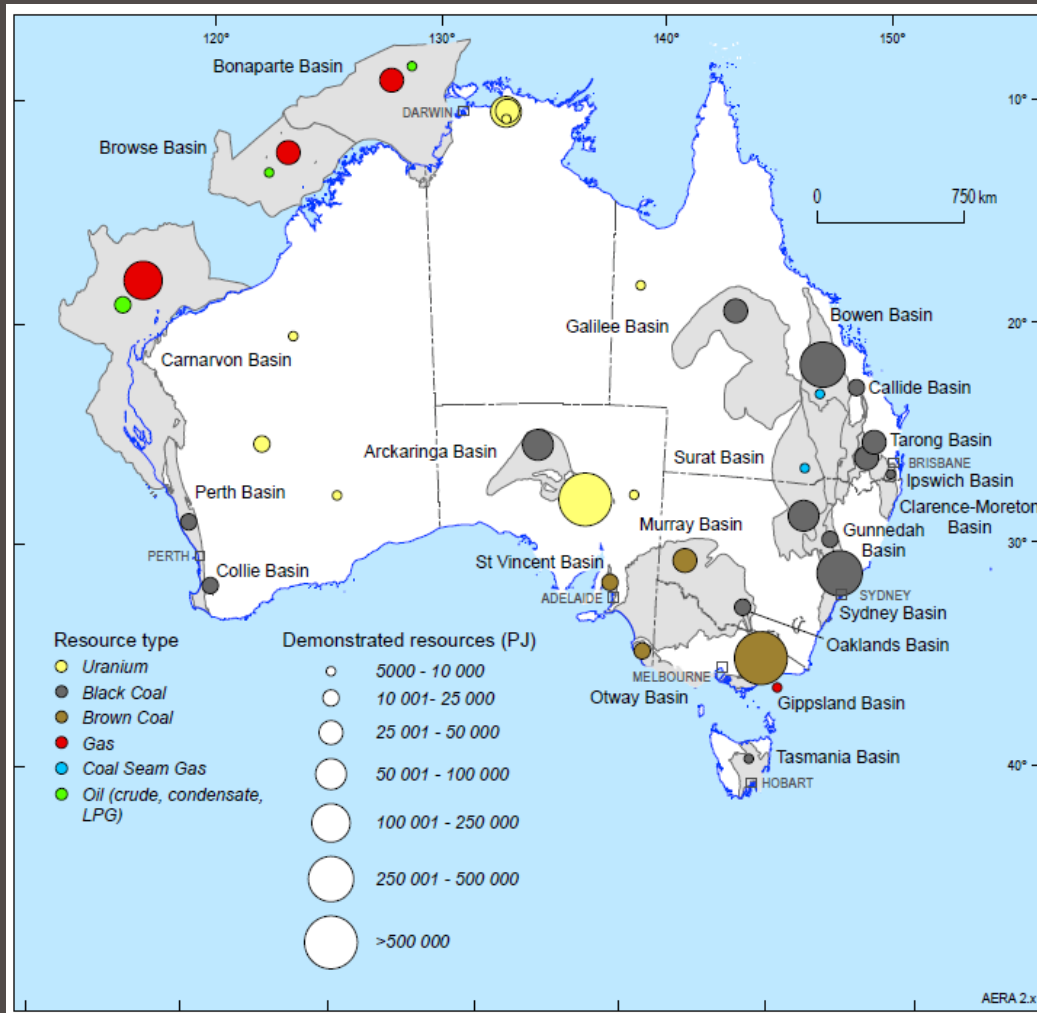 120°
130°
140°
150°
Bonaparte Basin
10°
DARWIN
Browse Basin
0
750 km
Galilee Basin
Bowen Basin
20°
Carnarvon Basin
Callide Basin
Arckaringa Basin
Surat Basin
Tarong Basin
BRISBANE
Ipswich Basin
Perth Basin
Clarence-Moreton
Basin
Murray Basin
Gunnedah
Basin
30°
PERTH
St Vincent Basin
Collie Basin
ADELAIDE
SYDNEY
Sydney Basin
Oaklands Basin
MELBOURNE
Otway Basin
Gippsland Basin
Tasmania Basin
40°
HOBART
Resource type
Uranium
Black Coal
Brown Coal
Gas
Coal Seam Gas
Oil (crude, condensate,
LPG)
Demonstrated resources (PJ)
5000 - 10 000
10 001- 25 000
25 001 - 50 000
50 001 - 100 000
100 001 - 250 000
250 001 - 500 000
>500 000
AERA 2.x